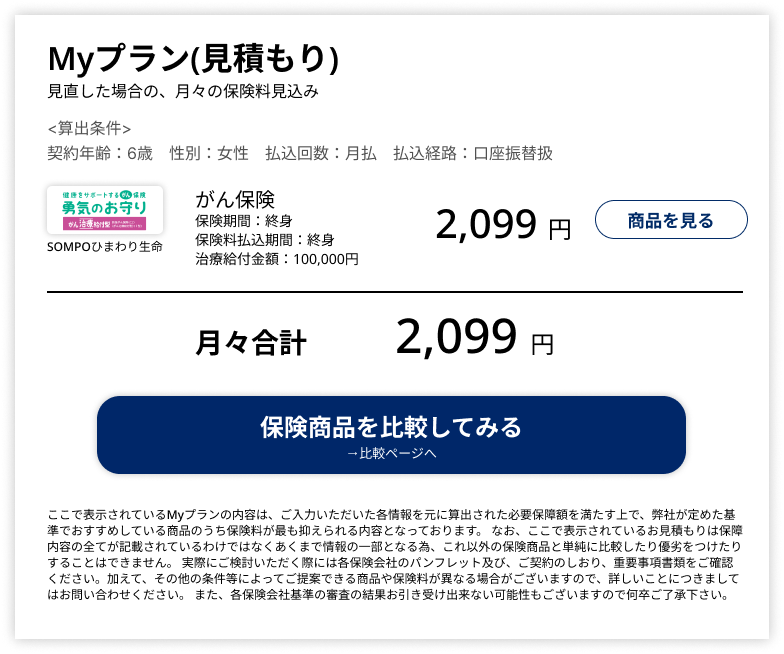 Myプラン(見積もり)
見直した場合の、月々の保険料見込み
<算出条件>
契約年齢：6歳　性別：女性　払込回数：月払　払込経路：口座振替扱
健康をサポートするがん保険
勇気のお守り
がん治療給付型
SOMPOひまわり生命
がん保険
保険期間：終身
保険料払込期間：終身
治療給付金額：100,000円
2,099 円
商品を見る
月々合計 2,099 円
保険商品を比較してみる
→比較ページへ
ここで表示されているMyプランの内容は、ご入力いただいた各情報を元に算出された必要保障額を満たす上で、弊社が定めた基
準でおすすめしている商品のうち保険料が最も抑えられる内容となっております。 なお、ここで表示されているお見積もりは保障
内容の全てが記載されているわけではなくあくまで情報の一部となる為、これ以外の保険商品と単純に比較したり優劣をつけたり
することはできません。 実際にご検討いただく際には各保険会社のパンフレット及び、ご契約のしおり、重要事項書類をご確認
ください。加えて、その他の条件等によってご提案できる商品や保険料が異なる場合がございますので、詳しいことにつきまして
はお問い合わせください。 また、各保険会社基準の審査の結果お引き受け出来ない可能性もございますので何卒ご了承下さい。